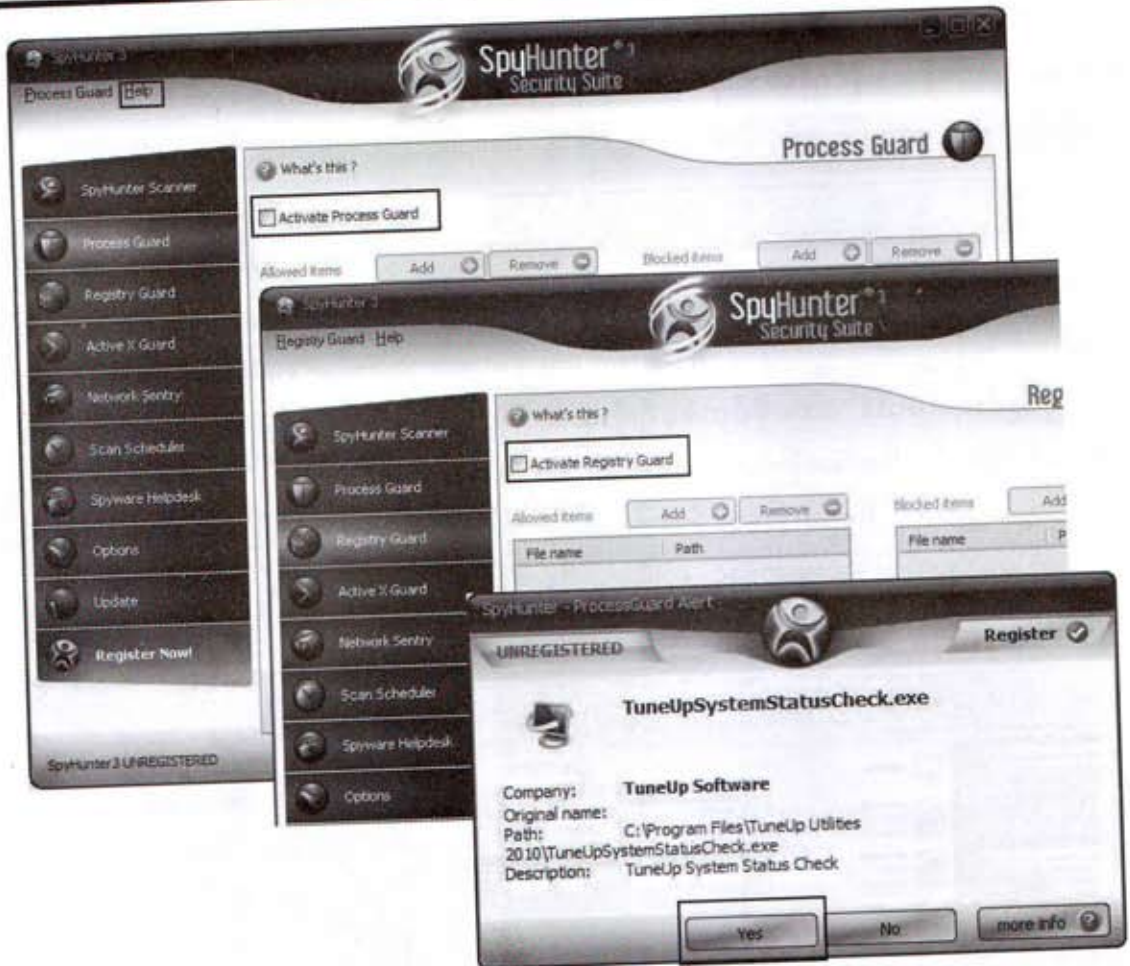 SpyHunter 3
SpyHunter® 3
Security Suite
Process Guard Help
Process Guard
What's this ?
Activate Process Guard
Allowed items Add Remove Blocked items Add Remove
SpyHunter Scanner
Process Guard
Registry Guard
Active X Guard
Network Sentry
Scan Scheduler
Spyware Helpdesk
Options
Update
Register Now!
SpyHunter3 UNREGISTERED
SpyHunter 3
SpyHunter® 3
Security Suite
Registry Guard Help
Reg
What's this ?
Activate Registry Guard
Allowed items Add Remove Blocked items Add
File name Path File name P
SpyHunter Scanner
Process Guard
Registry Guard
Active X Guard
Network Sentry
Scan Scheduler
Spyware Helpdesk
Options
SpyHunter - ProcessGuard Alert
UNREGISTERED
Register
TuneUpSystemStatusCheck.exe
Company: TuneUp Software
Original name:
Path: C:\Program Files\TuneUp Utilities
2010\TuneUpSystemStatusCheck.exe
Description: TuneUp System Status Check
Yes No more info